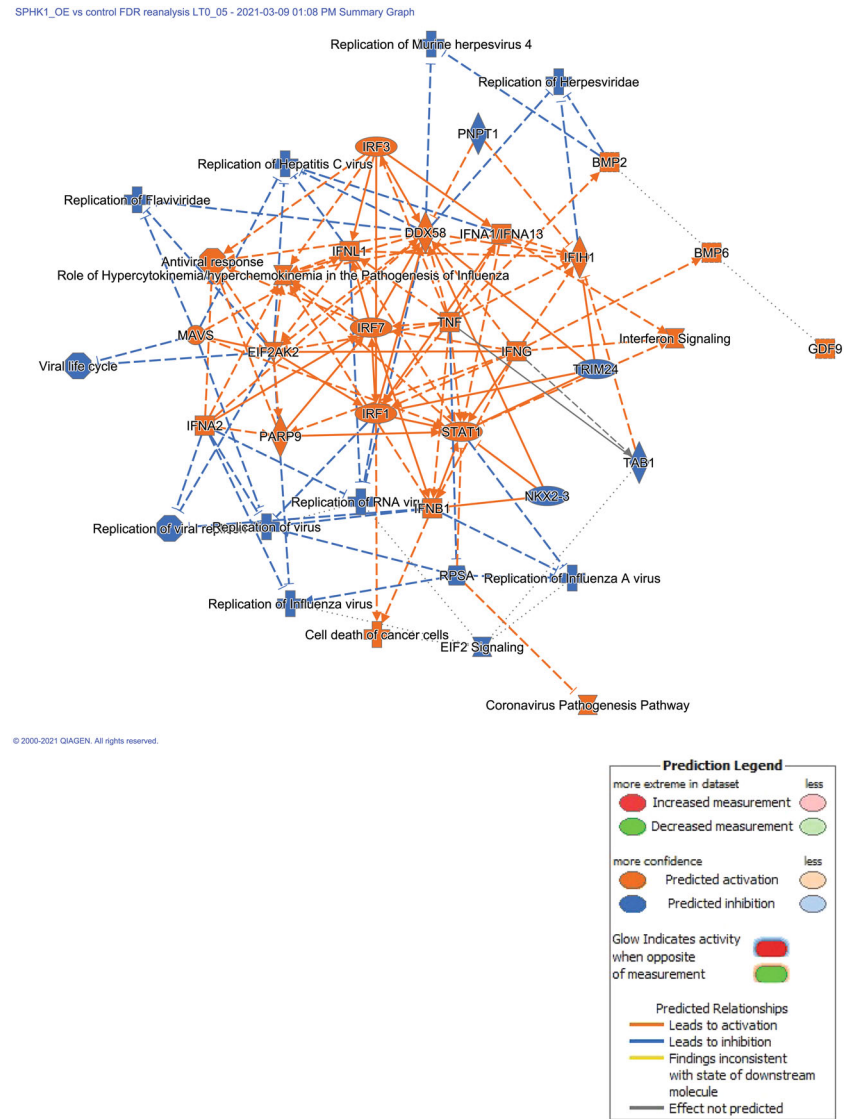 SPHK1_OE vs control FDR reanalysis LT0_05 - 2021-03-09 01:08 PM Summary Graph
Replication of Murine herpesvirus 4
Replication of Herpesviridae
PNPT1
IRF3
BMP2
Replication of Hepatitis C virus
Replication of Flaviviridae
DDX58
IFNA1/IFNA13
IFNL1
BMP6
IFIH1
Antiviral response
Role of Hypercytokinemia/hyperchemokinemia in the Pathogenesis of Influenza
TNF
IRF7
MAVS
Interferon Signaling
GDF9
EIF2AK2
IFNG
Viral life cycle
TRIM24
IRF1
IFNA2
STAT1
PARP9
TAB1
NKX2-3
Replication of RNA virus
IFNB1
Replication of viral
Replication of virus
RPSA
Replication of Influenza A virus
Replication of Influenza virus
Cell death of cancer cells
EIF2 Signaling
Coronavirus Pathogenesis Pathway
© 2000-2021 QIAGEN. All rights reserved.
Prediction Legend
more extreme in dataset less
Increased measurement
Decreased measurement
more confidence less
Predicted activation
Predicted inhibition
Glow Indicates activity
when opposite
of measurement
Predicted Relationships
Leads to activation
Leads to inhibition
Findings inconsistent
with state of downstream
molecule
Effect not predicted